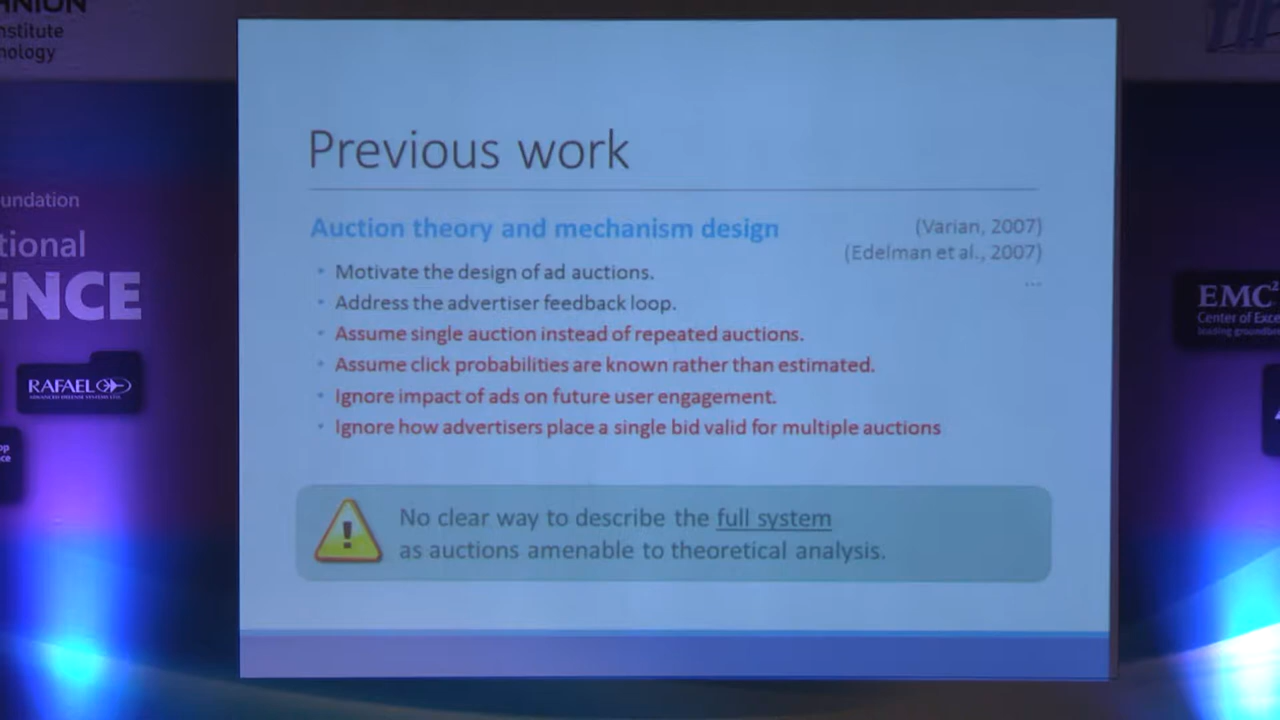 nstitute
nology
Previous work
Auction theory and mechanism design
(Varian, 2007)
(Edelman et al., 2007)
...
• Motivate the design of ad auctions.
• Address the advertiser feedback loop.
• Assume single auction instead of repeated auctions.
• Assume click probabilities are known rather than estimated.
• Ignore impact of ads on future user engagement.
• Ignore how advertisers place a single bid valid for multiple auctions
No clear way to describe the full system
as auctions amenable to theoretical analysis.
undation
tional
ENCE
RAFAEL
op
ce
EMC²
Center of Exce